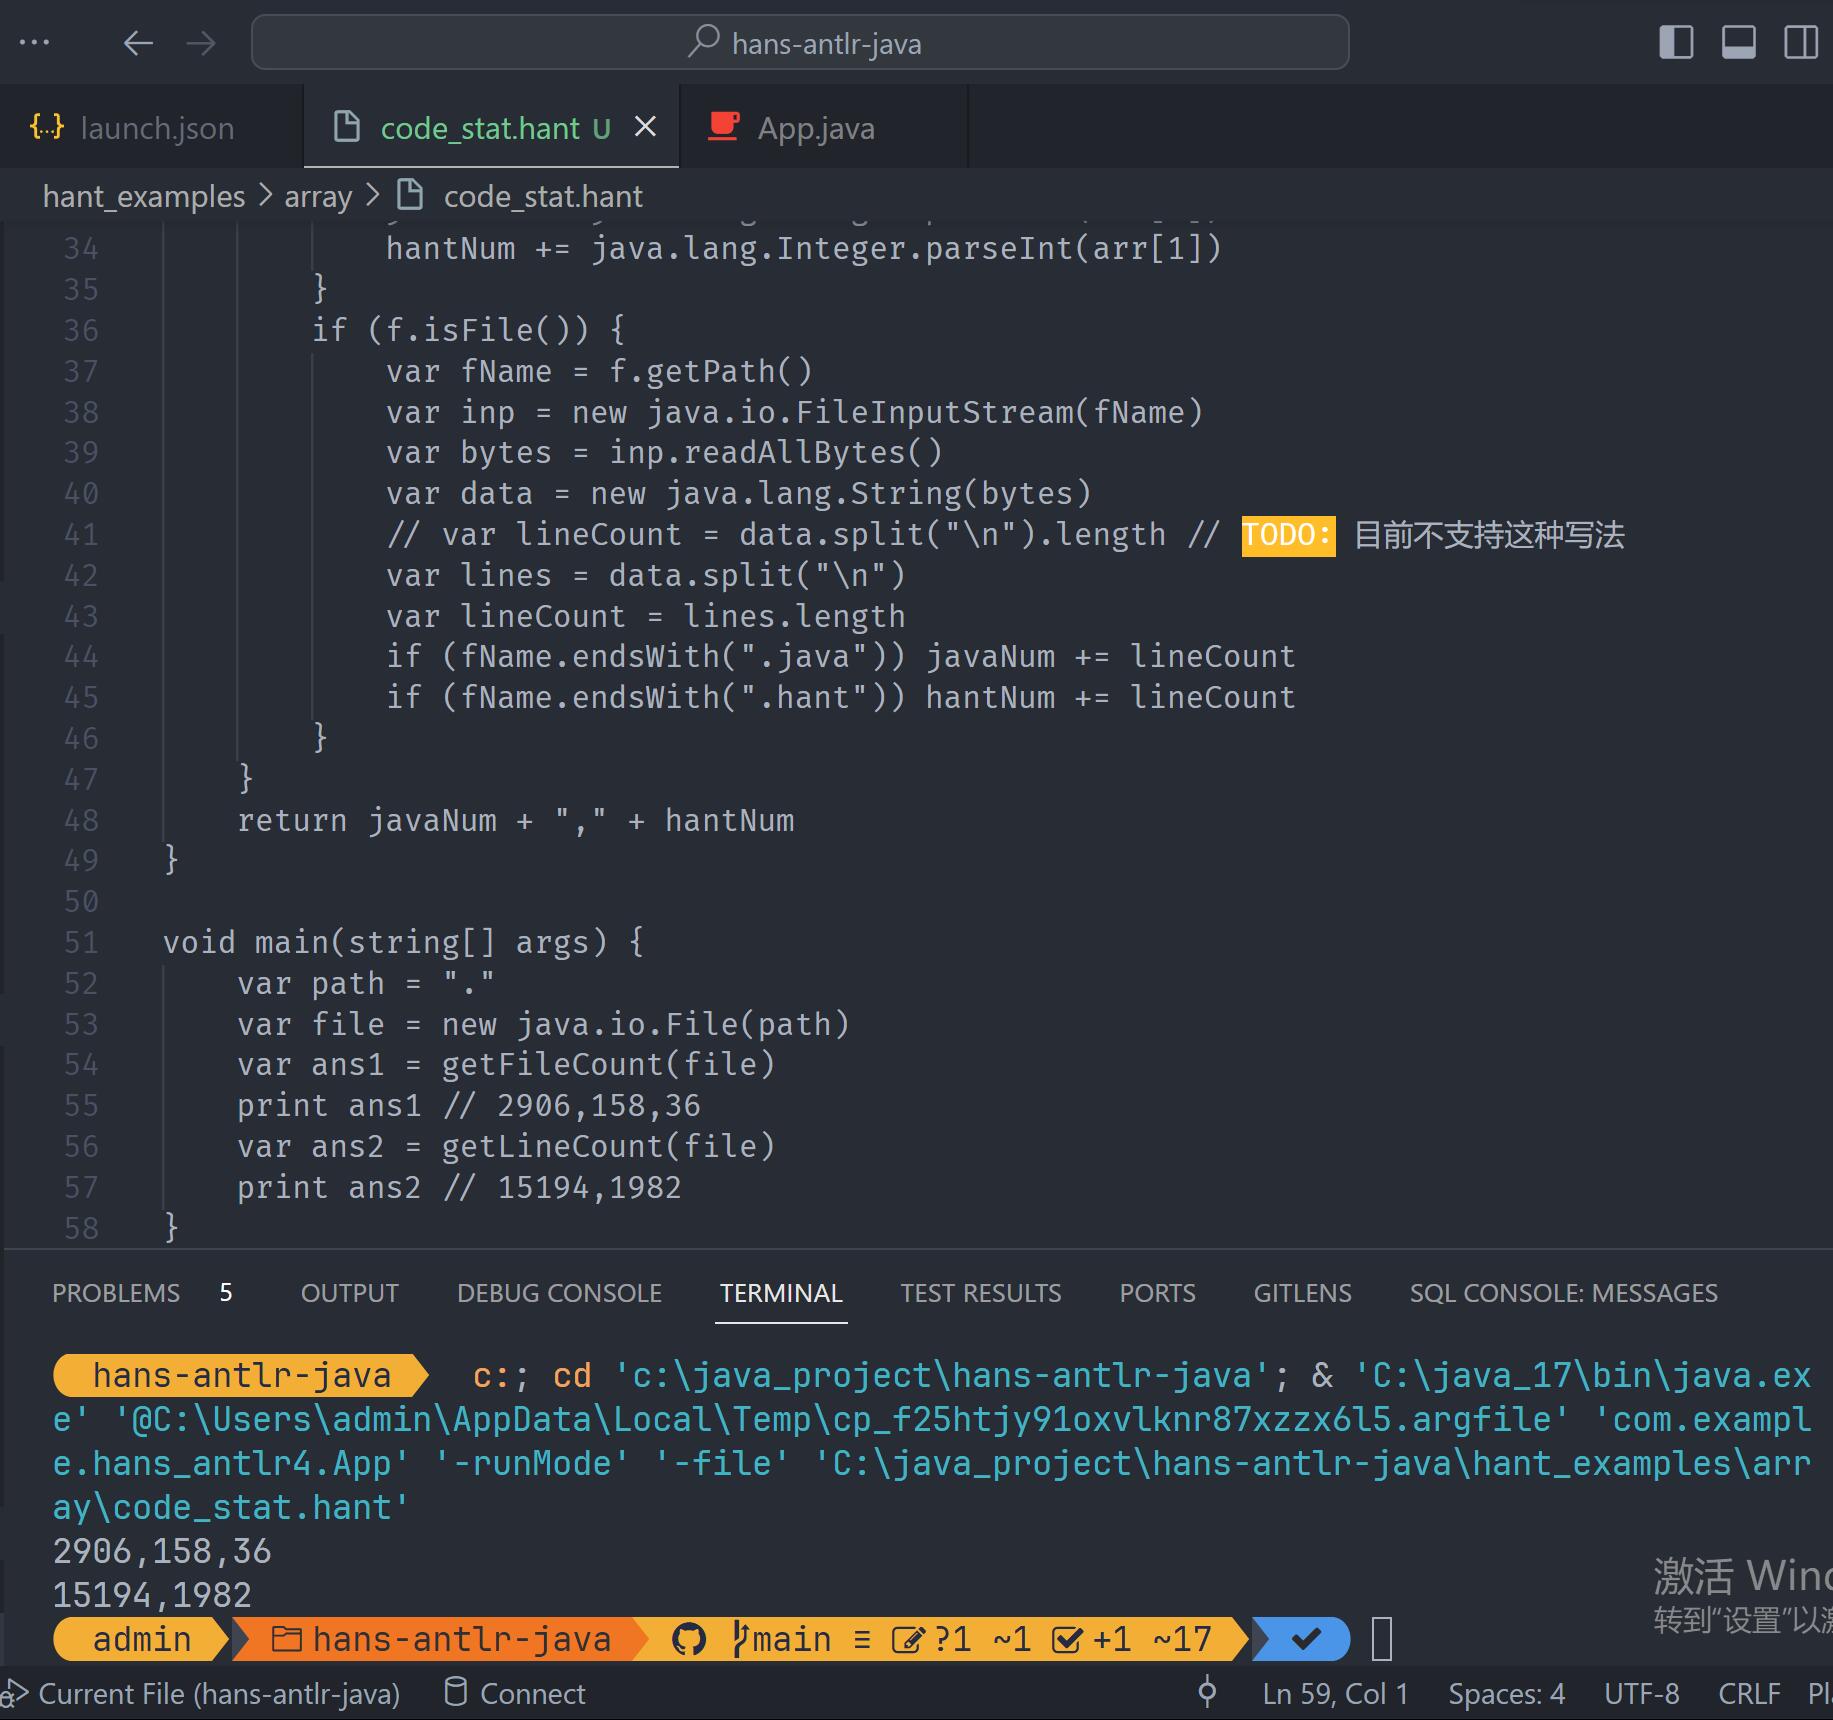 hans-antlr-java
launch.json
code_stat.hant U
App.java
hant_examples > array > code_stat.hant
34 hantNum += java.lang.Integer.parseInt(arr[1])
35 }
36 if (f.isFile()) {
37 var fName = f.getPath()
38 var inp = new java.io.FileInputStream(fName)
39 var bytes = inp.readAllBytes()
40 var data = new java.lang.String(bytes)
41 // var lineCount = data.split("\n").length // TODO: 目前不支持这种写法
42 var lines = data.split("\n")
43 var lineCount = lines.length
44 if (fName.endsWith(".java")) javaNum += lineCount
45 if (fName.endsWith(".hant")) hantNum += lineCount
46 }
47 }
48 return javaNum + "," + hantNum
49 }
50
51 void main(string[] args) {
52 var path = "."
53 var file = new java.io.File(path)
54 var ans1 = getFileCount(file)
55 print ans1 // 2906,158,36
56 var ans2 = getLineCount(file)
57 print ans2 // 15194,1982
58 }
PROBLEMS 5 OUTPUT DEBUG CONSOLE TERMINAL TEST RESULTS PORTS GITLENS SQL CONSOLE: MESSAGES
hans-antlr-java c:; cd 'c:\java_project\hans-antlr-java'; & 'C:\java_17\bin\java.ex
e' '@C:\Users\admin\AppData\Local\Temp\cp_f25htjy91oxvlknr87xzzx6l5.argfile' 'com.exampl
e.hans_antlr4.App' '-runMode' '-file' 'C:\java_project\hans-antlr-java\hant_examples\arr
ay\code_stat.hant'
2906,158,36
15194,1982
激活 Wind
转到“设置”以激
admin hans-antlr-java main ≡ ?1 ~1 +1 ~17
Current File (hans-antlr-java) Connect Ln 59, Col 1 Spaces: 4 UTF-8 CRLF Pl